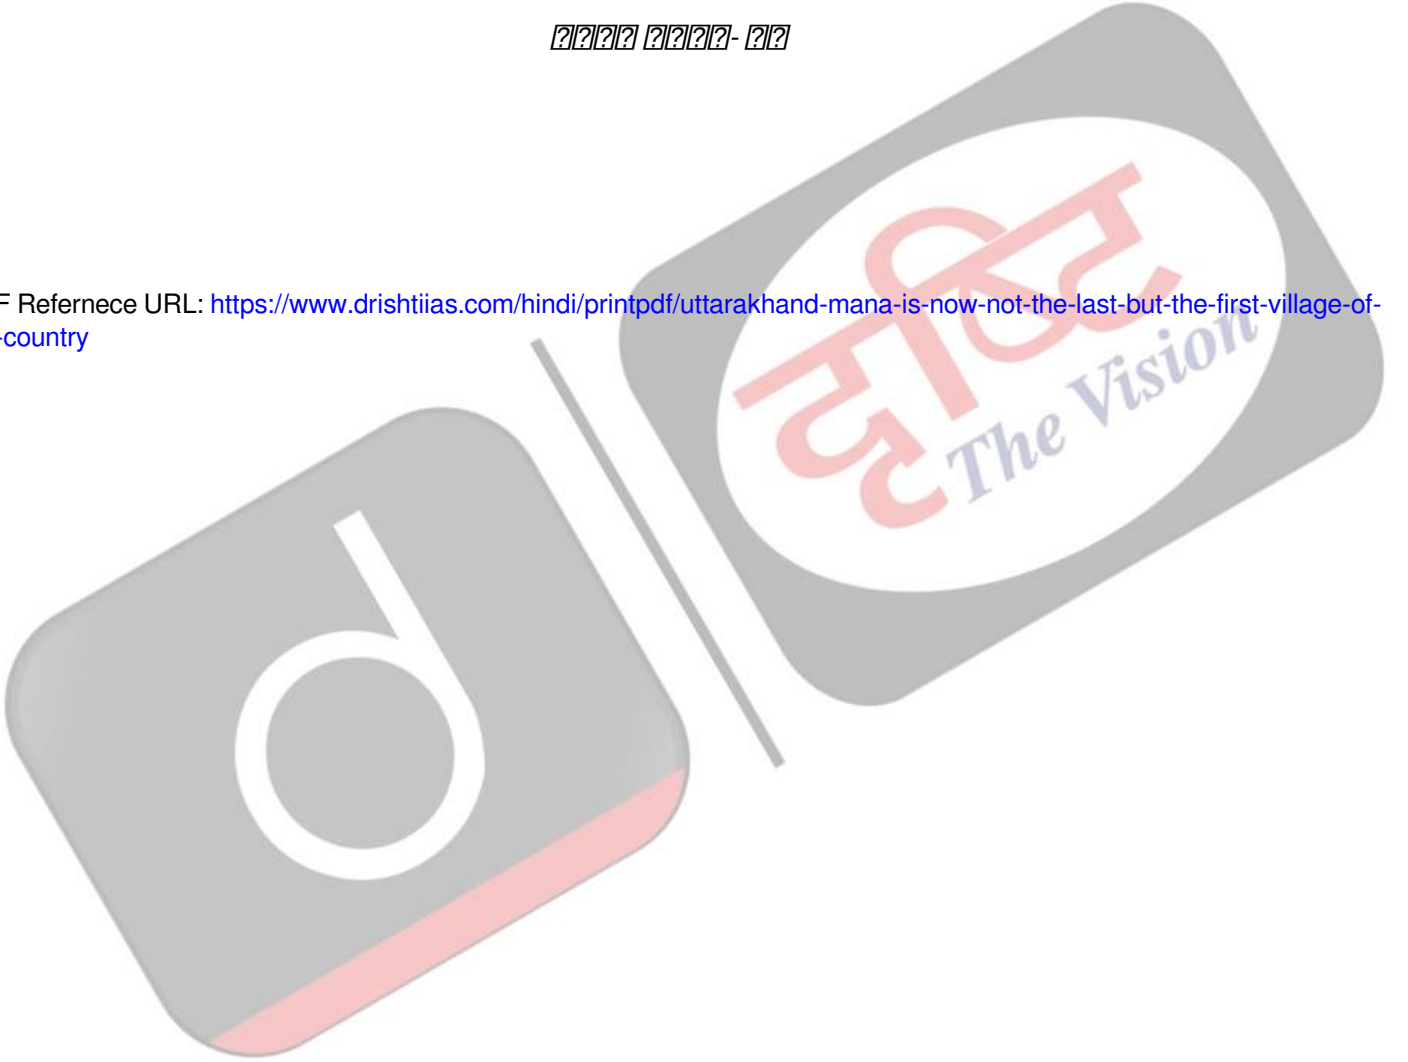 F Refernece URL: https://www.drishtiias.com/hindi/printpdf/uttarakhand-mana-is-now-not-the-last-but-the-first-village-of-
-country
दृष्टि
The Vision
d